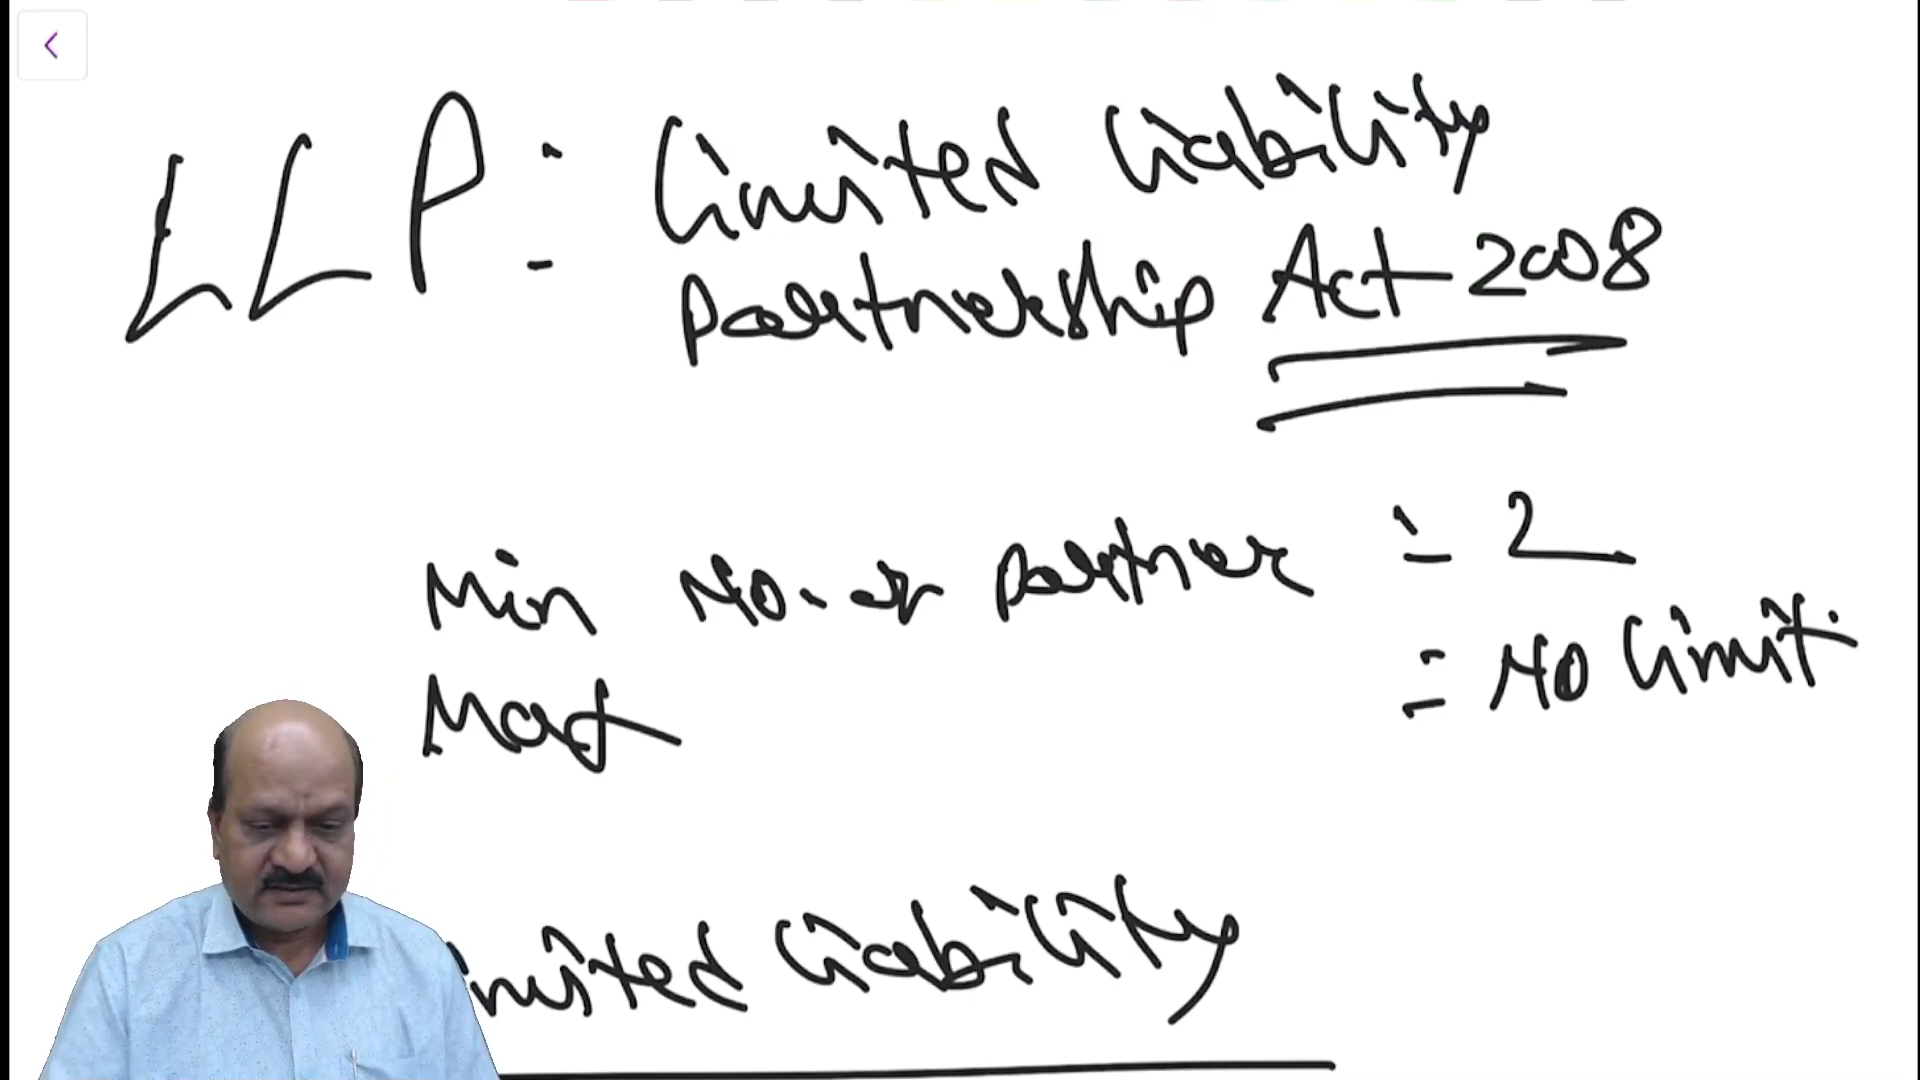 LLP: Limited Liability
Partnership Act-2008
Min No. of Partner = 2
Max = No Limit.
Limited Liability